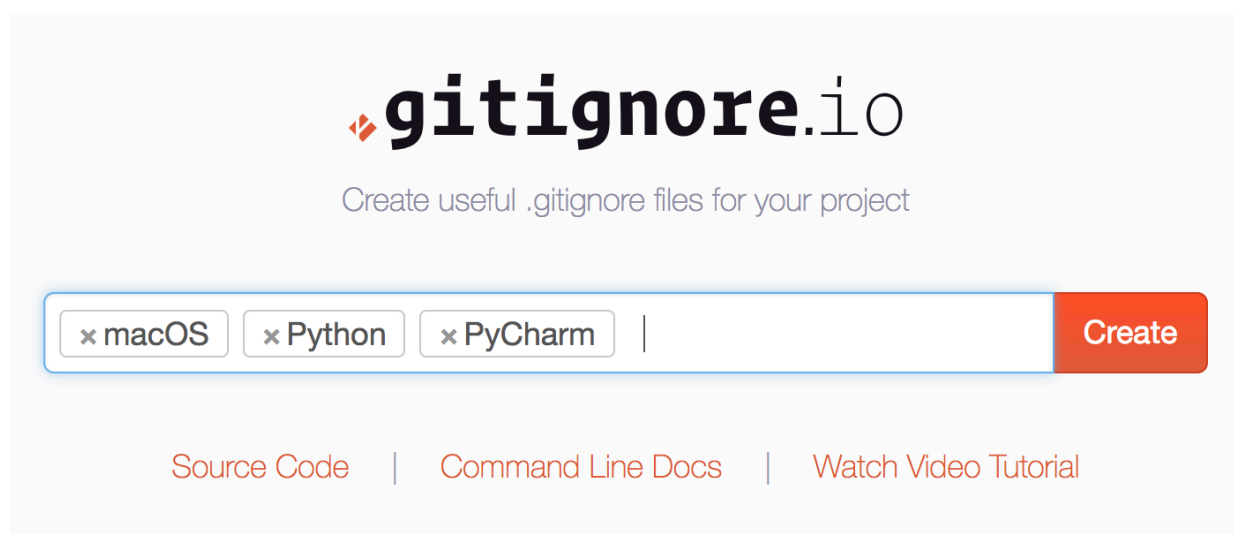 .gitignore.io
Create useful .gitignore files for your project
× macOS × Python × PyCharm Create
Source Code | Command Line Docs | Watch Video Tutorial